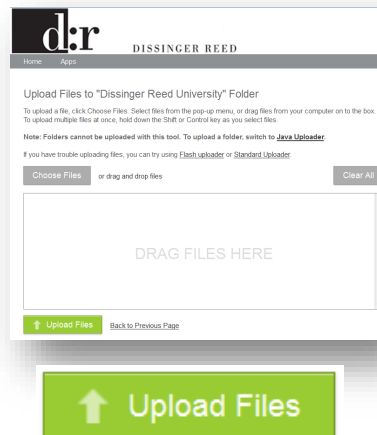 d:r
DISSINGER REED
Home Apps
Upload Files to "Dissinger Reed University" Folder
To upload a file, click Choose Files. Select files from the pop-up menu, or drag files from your computer on to the box.
To upload multiple files at once, hold down the Shift or Control key as you select files.
Note: Folders cannot be uploaded with this tool. To upload a folder, switch to Java Uploader.
If you have trouble uploading files, you can try using Flash uploader or Standard Uploader.
Choose Files or drag and drop files Clear All
DRAG FILES HERE
Upload Files Back to Previous Page
Upload Files